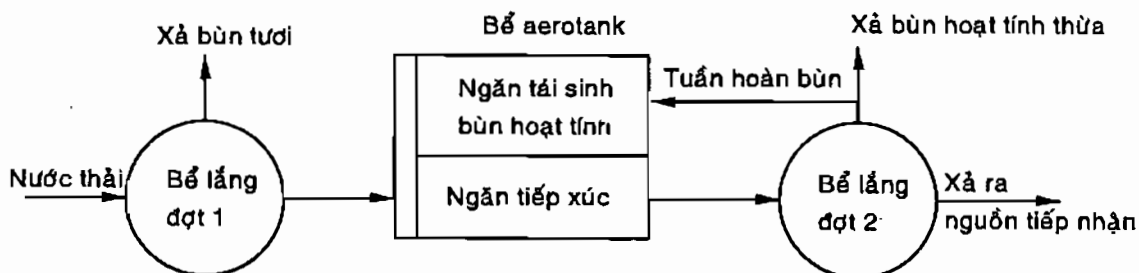 Bể aerotank
Xả bùn tươi
Xả bùn hoạt tính thừa
Ngăn tái sinh
bùn hoạt tính
Tuần hoàn bùn
Nước thải
Bể lắng
đợt 1
Ngăn tiếp xúc
Bể lắng
đợt 2
Xả ra
nguồn tiếp nhận